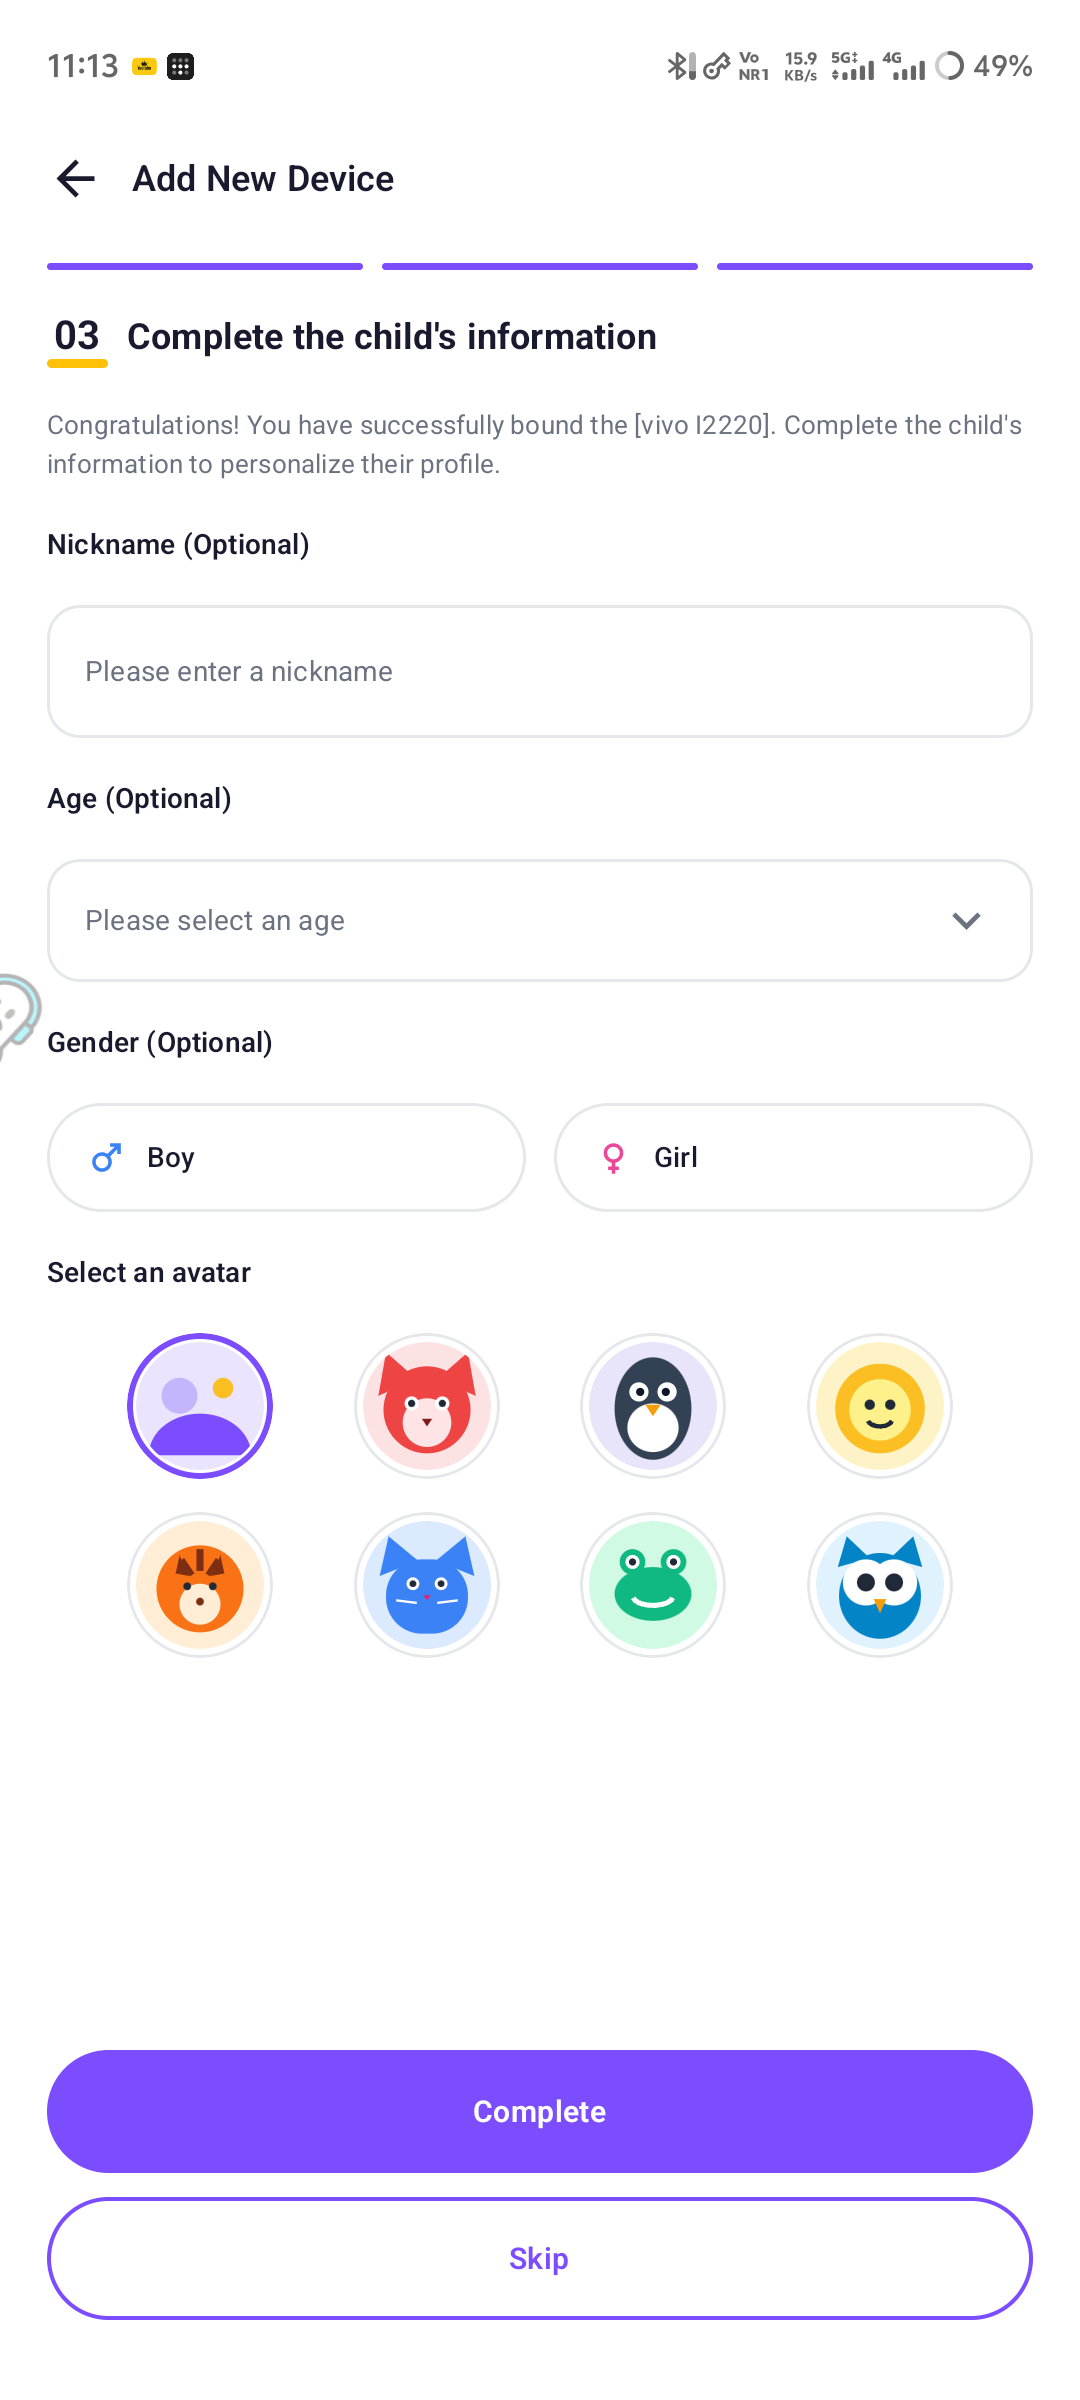 11:13
Vo
NR1
15.9
KB/s
5G
4G
49%
Add New Device
03 Complete the child's information
Congratulations! You have successfully bound the [vivo I2220]. Complete the child's
information to personalize their profile.
Nickname (Optional)
Please enter a nickname
Age (Optional)
Please select an age
Gender (Optional)
Boy
Girl
Select an avatar
Complete
Skip